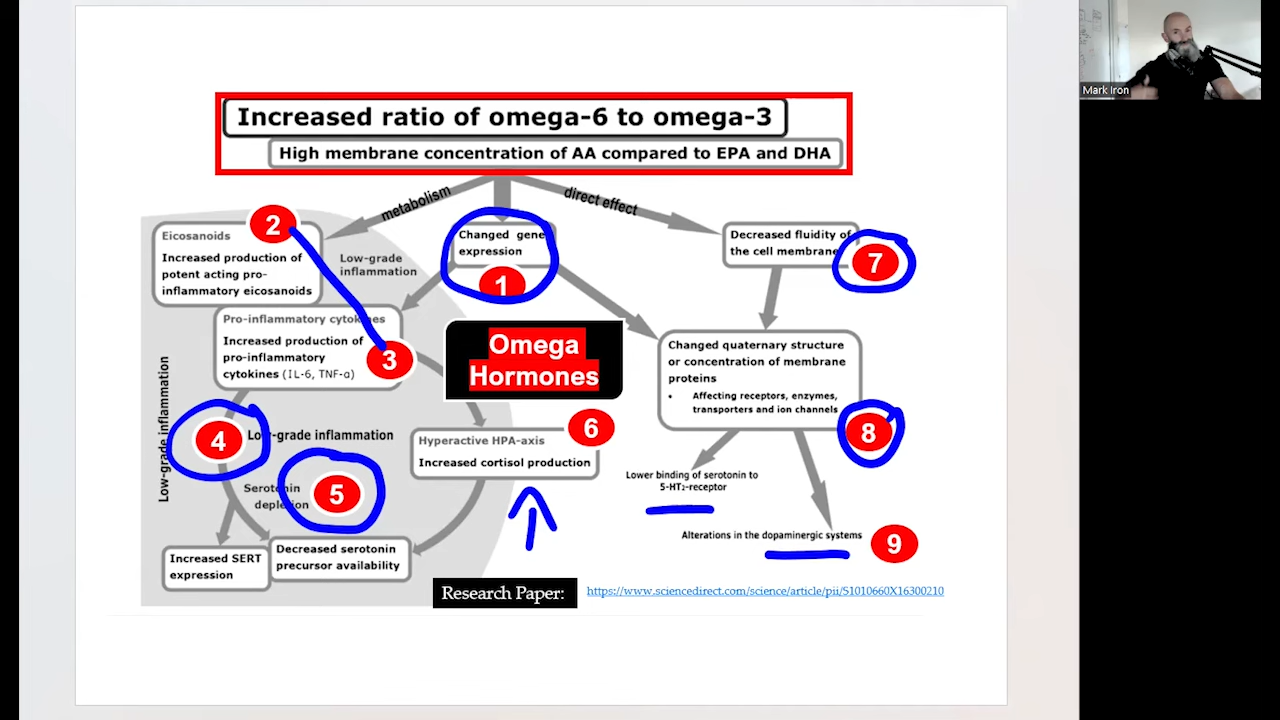 Increased ratio of omega-6 to omega-3
High membrane concentration of AA compared to EPA and DHA
metabolism
direct effect
Eicosanoids
2
Increased production of
potent acting pro-
inflammatory eicosanoids
Low-grade
inflammation
Changed gene
expression
1
Decreased fluidity of
the cell membrane
7
Pro-inflammatory cytokines
Increased production of
pro-inflammatory
cytokines (IL-6, TNF-α)
3
Omega
Hormones
Changed quaternary structure
or concentration of membrane
proteins
• Affecting receptors, enzymes,
transporters and ion channels
8
Low-grade inflammation
4
Low-grade inflammation
Serotonin
depletion
5
Hyperactive HPA-axis
6
Increased cortisol production
Lower binding of serotonin to
5-HT₂-receptor
Alterations in the dopaminergic systems
9
Increased SERT
expression
Decreased serotonin
precursor availability
Research Paper:
https://www.sciencedirect.com/science/article/pii/S1010660X16300210
Mark Iron